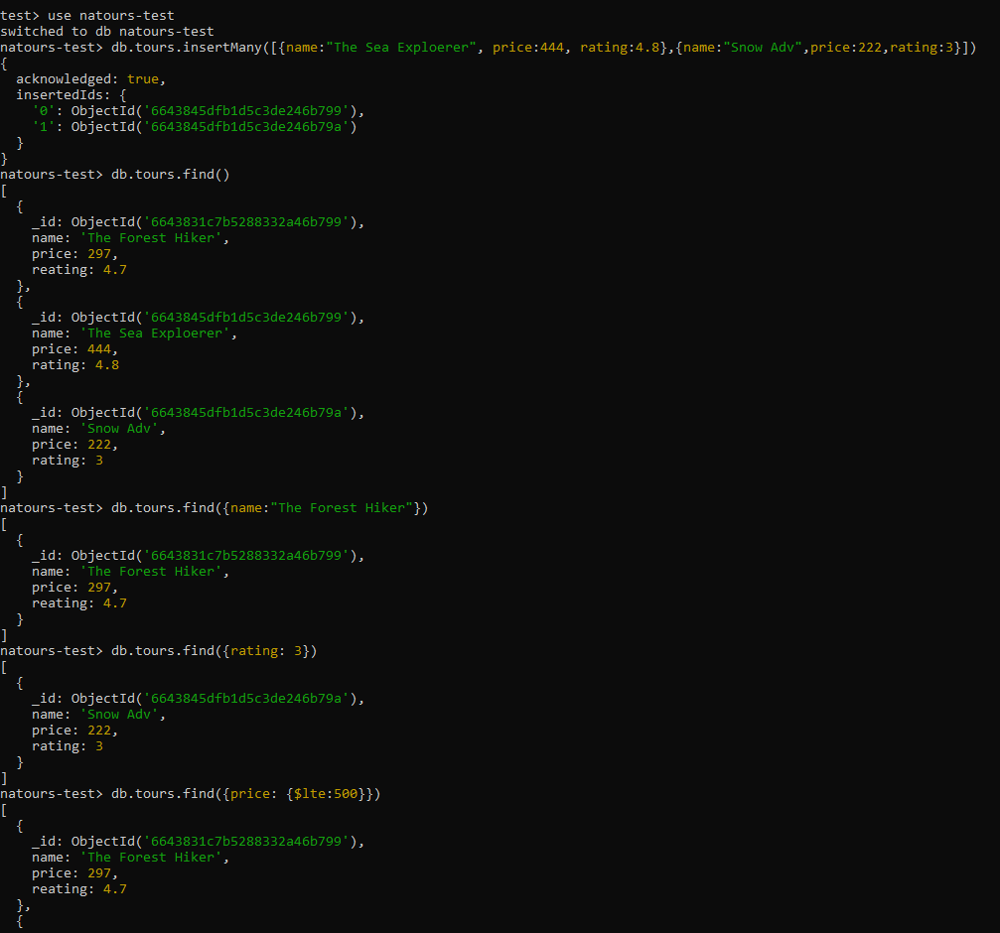 test> use natours-test
switched to db natours-test
natours-test> db.tours.insertMany([{name:"The Sea Exploerer", price:444, rating:4.8},{name:"Snow Adv",price:222,rating:3}])
{
  acknowledged: true,
  insertedIds: {
    '0': ObjectId('6643845dfb1d5c3de246b799'),
    '1': ObjectId('6643845dfb1d5c3de246b79a')
  }
}
natours-test> db.tours.find()
[
  {
    _id: ObjectId('6643831c7b5288332a46b799'),
    name: 'The Forest Hiker',
    price: 297,
    reating: 4.7
  },
  {
    _id: ObjectId('6643845dfb1d5c3de246b799'),
    name: 'The Sea Exploerer',
    price: 444,
    rating: 4.8
  },
  {
    _id: ObjectId('6643845dfb1d5c3de246b79a'),
    name: 'Snow Adv',
    price: 222,
    rating: 3
  }
]
natours-test> db.tours.find({name:"The Forest Hiker"})
[
  {
    _id: ObjectId('6643831c7b5288332a46b799'),
    name: 'The Forest Hiker',
    price: 297,
    reating: 4.7
  }
]
natours-test> db.tours.find({rating: 3})
[
  {
    _id: ObjectId('6643845dfb1d5c3de246b79a'),
    name: 'Snow Adv',
    price: 222,
    rating: 3
  }
]
natours-test> db.tours.find({price: {$lte:500}})
[
  {
    _id: ObjectId('6643831c7b5288332a46b799'),
    name: 'The Forest Hiker',
    price: 297,
    reating: 4.7
  },
  {